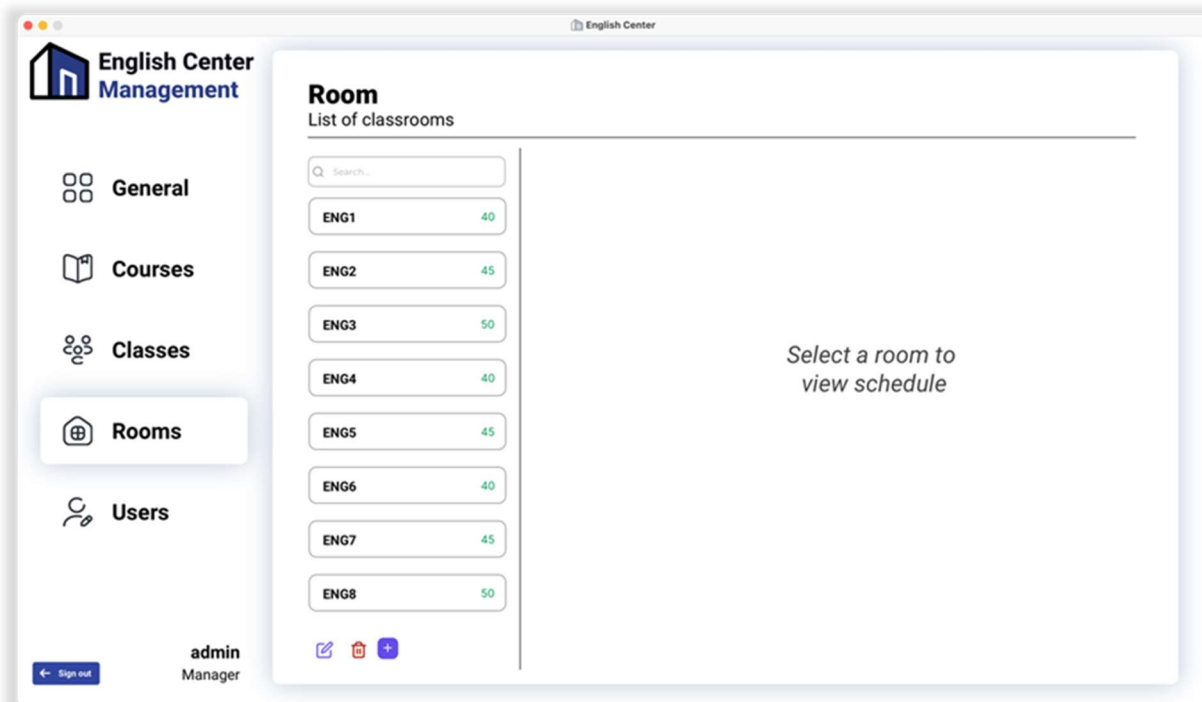 English Center
English Center
Management
General
Courses
Classes
Rooms
Users
admin
Manager
Sign out
Room
List of classrooms
Search...
ENG1 40
ENG2 45
ENG3 50
ENG4 40
ENG5 45
ENG6 40
ENG7 45
ENG8 50
Select a room to
view schedule